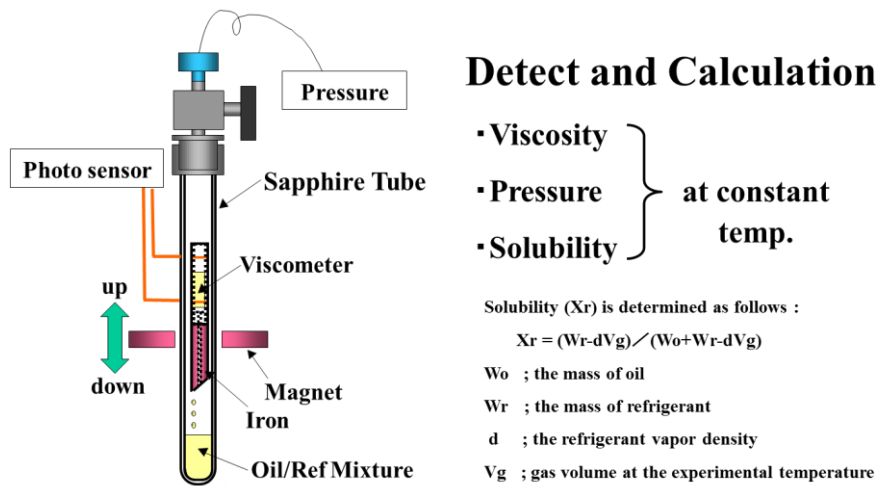 Pressure
Photo sensor
Sapphire Tube
Viscometer
up
down
Magnet
Iron
Oil/Ref Mixture
Detect and Calculation
・Viscosity
・Pressure
・Solubility
at constant
temp.
Solubility (Xr) is determined as follows :
Xr = (Wr-dVg)／(Wo+Wr-dVg)
Wo ; the mass of oil
Wr ; the mass of refrigerant
d ; the refrigerant vapor density
Vg ; gas volume at the experimental temperature